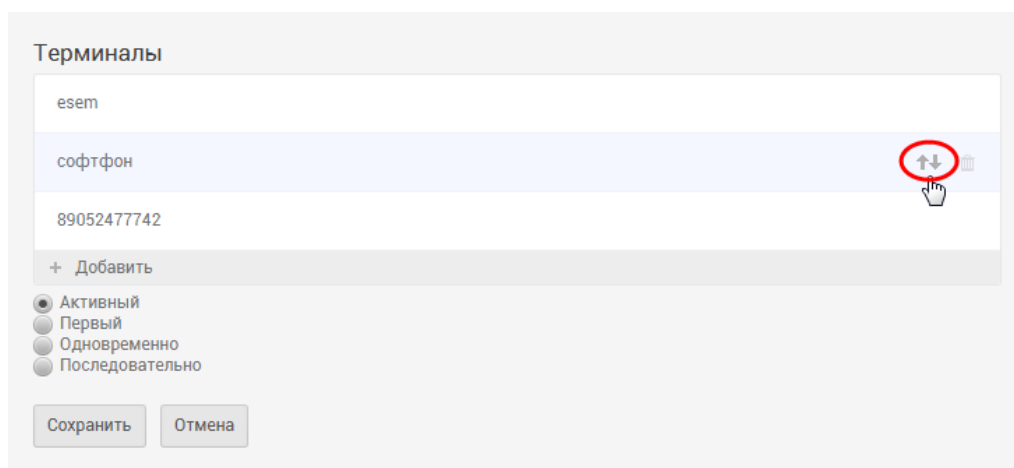 Терминалы
esem
софтфон
89052477742
+ Добавить
Активный
Первый
Одновременно
Последовательно
Сохранить Отмена